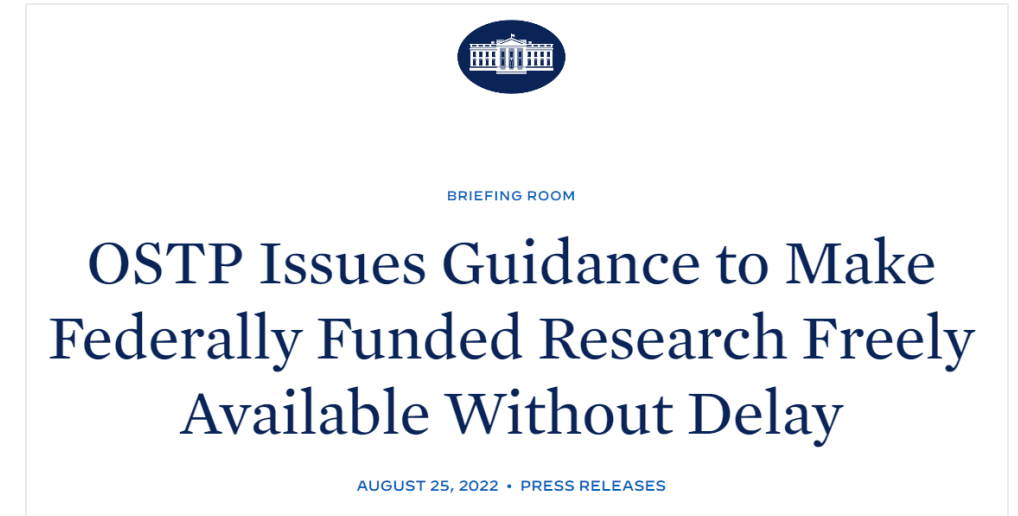 BRIEFING ROOM
OSTP Issues Guidance to Make
Federally Funded Research Freely
Available Without Delay
AUGUST 25, 2022 • PRESS RELEASES